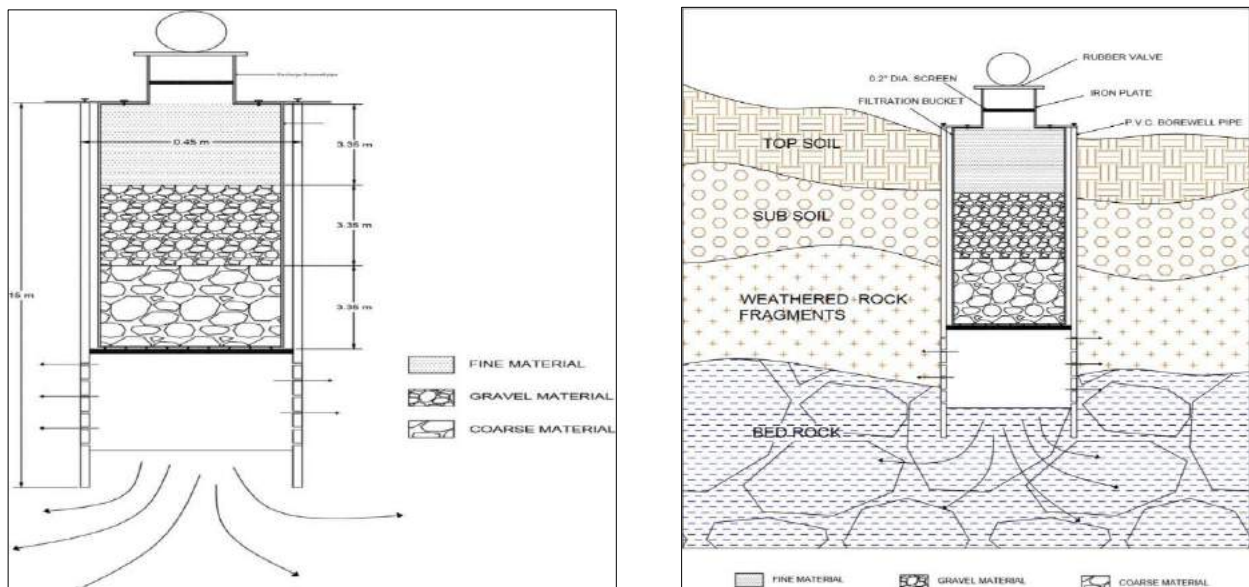 0.45 m
3.35 m
3.35 m
3.35 m
15 m
FINE MATERIAL
GRAVEL MATERIAL
COARSE MATERIAL
RUBBER VALVE
0.2" DIA. SCREEN
IRON PLATE
FILTRATION BUCKET
P.V.C. BOREWELL PIPE
TOP SOIL
SUB SOIL
WEATHERED ROCK
FRAGMENTS
BED ROCK
FINE MATERIAL
GRAVEL MATERIAL
COARSE MATERIAL